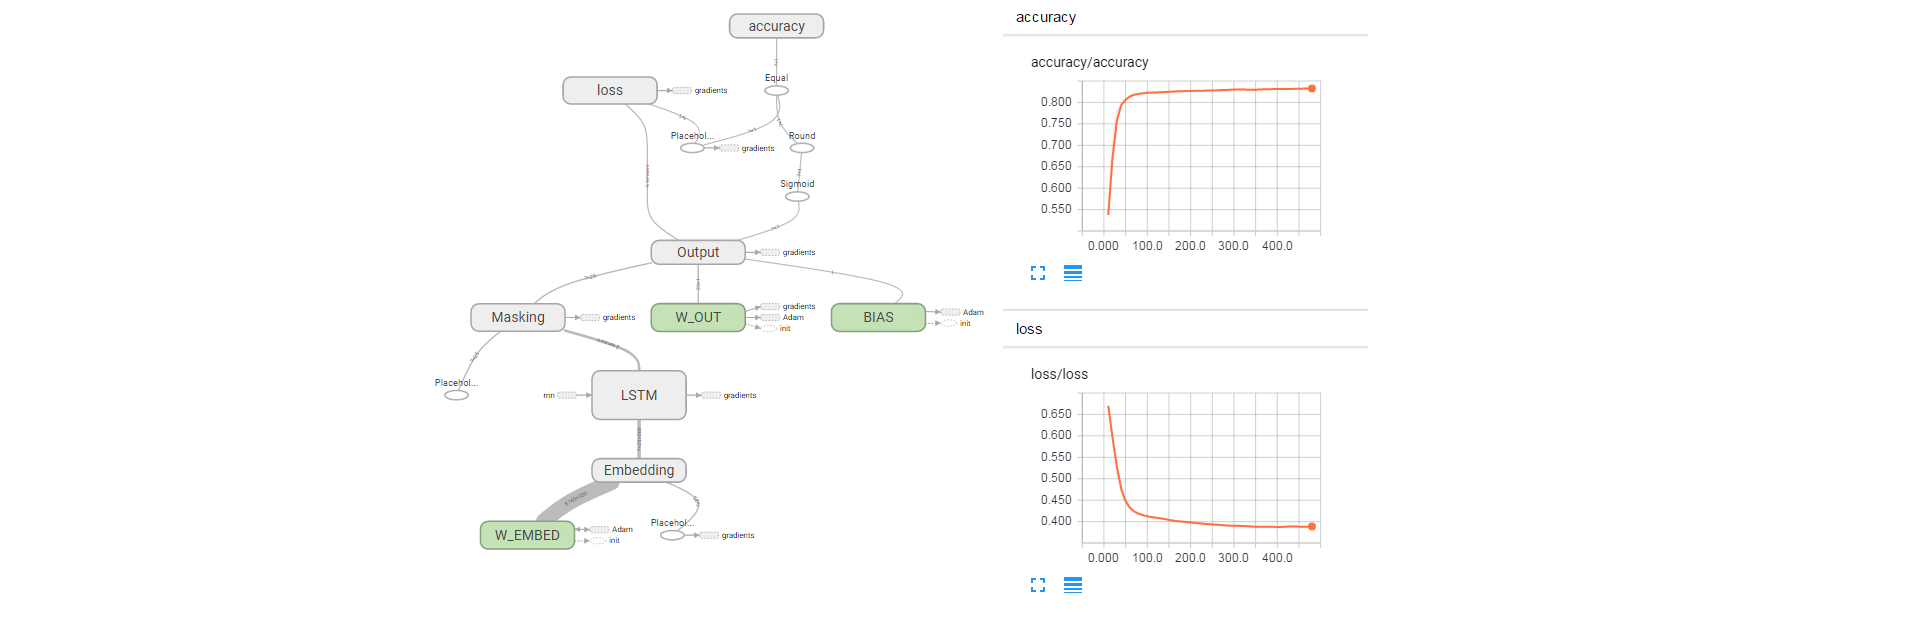 accuracy
Equal
loss
gradients
Placehol...
gradients
Round
Sigmoid
Output
gradients
Masking
gradients
W_OUT
gradients
Adam
init
BIAS
Adam
init
Placehol...
rnn
LSTM
gradients
Embedding
W_EMBED
Adam
init
Placehol...
gradients
accuracy
accuracy/accuracy
0.800
0.750
0.700
0.650
0.600
0.550
0.000 100.0 200.0 300.0 400.0
loss
loss/loss
0.650
0.600
0.550
0.500
0.450
0.400
0.000 100.0 200.0 300.0 400.0